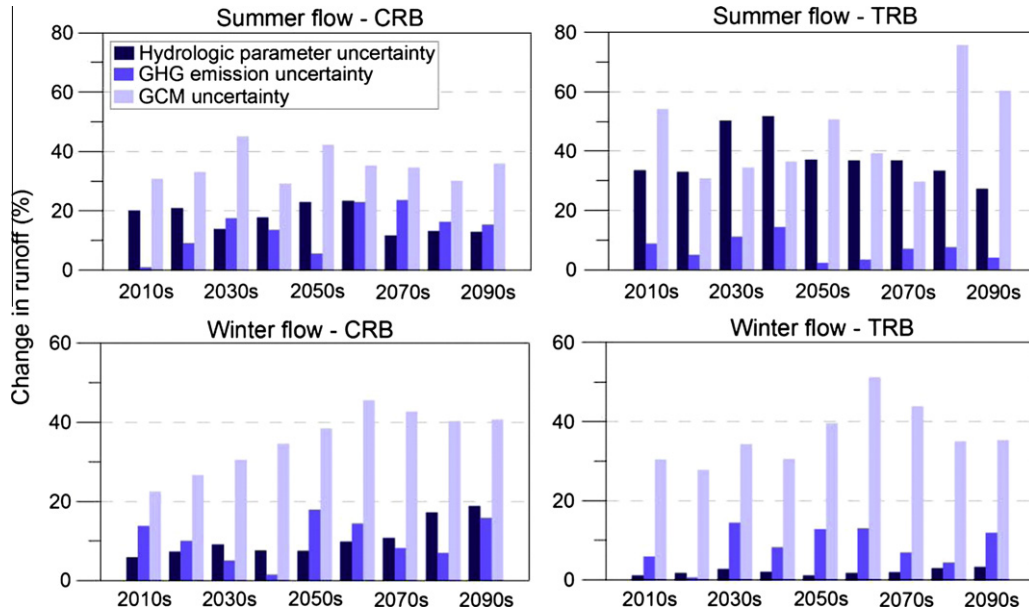 Summer flow - CRB
Summer flow - TRB
Change in runoff (%)
80
60
40
20
0
Hydrologic parameter uncertainty
GHG emission uncertainty
GCM uncertainty
2010s 2030s 2050s 2070s 2090s
80
60
40
20
0
2010s 2030s 2050s 2070s 2090s
Winter flow - CRB
Winter flow - TRB
60
40
20
0
2010s 2030s 2050s 2070s 2090s
60
40
20
0
2010s 2030s 2050s 2070s 2090s